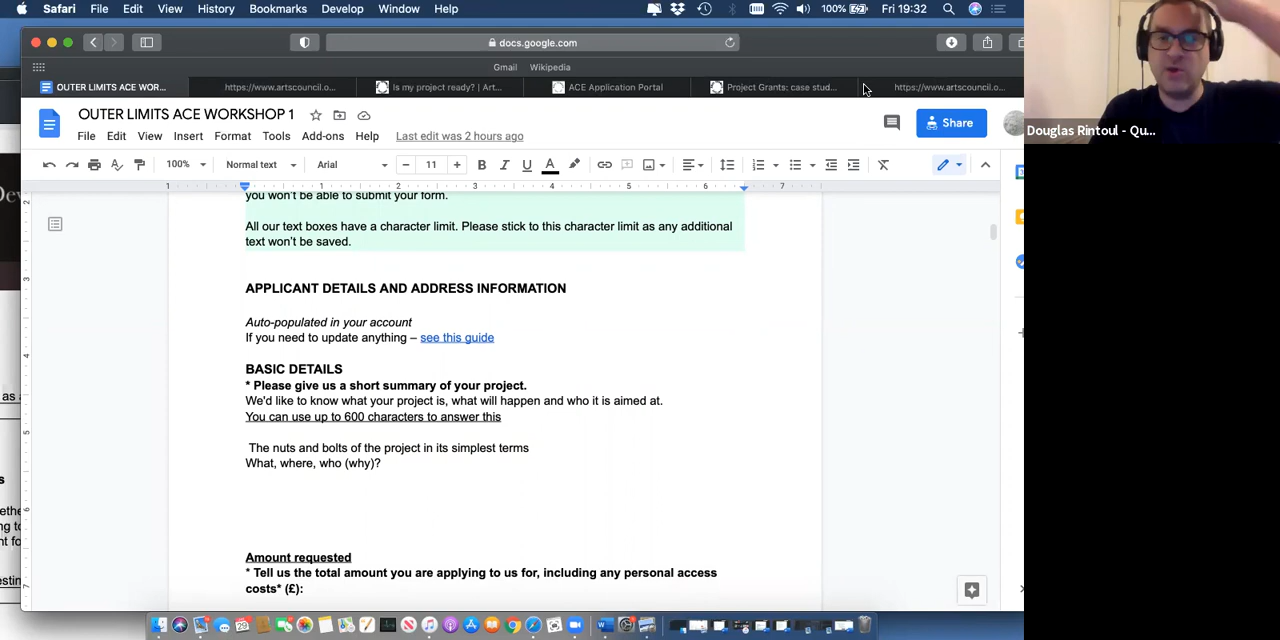 Safari File Edit View History Bookmarks Develop Window Help 100% Fri 19:32
docs.google.com
Gmail Wikipedia
OUTER LIMITS ACE WOR... https://www.artscouncil.o... Is my project ready? | Art... ACE Application Portal Project Grants: case stud... https://www.artscouncil.o...
OUTER LIMITS ACE WORKSHOP 1
File Edit View Insert Format Tools Add-ons Help Last edit was 2 hours ago
Share
100% Normal text Arial 11
1 1 2 3 4 5 6 7
you won't be able to submit your form.
All our text boxes have a character limit. Please stick to this character limit as any additional
text won't be saved.
APPLICANT DETAILS AND ADDRESS INFORMATION
Auto-populated in your account
If you need to update anything – see this guide
BASIC DETAILS
* Please give us a short summary of your project.
We'd like to know what your project is, what will happen and who it is aimed at.
You can use up to 600 characters to answer this
The nuts and bolts of the project in its simplest terms
What, where, who (why)?
Amount requested
* Tell us the total amount you are applying to us for, including any personal access
costs* (£):
Douglas Rintoul - Qu...